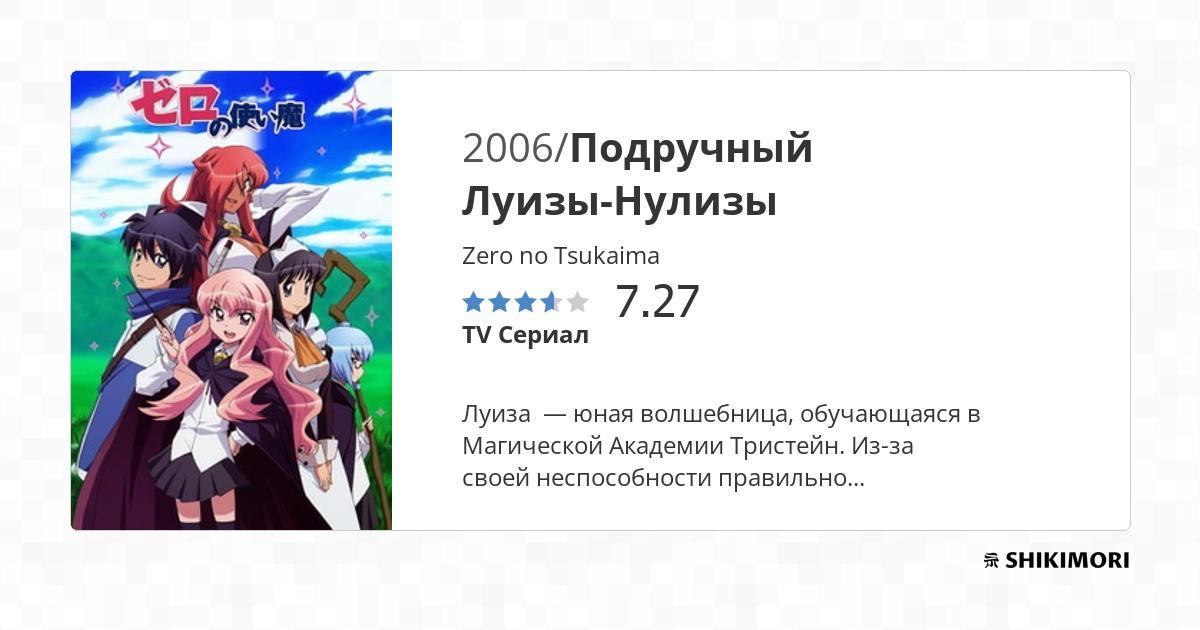 ゼロの使い魔
2006/Подручный
Луизы-Нулизы
Zero no Tsukaima
7.27
TV Сериал
Луиза — юная волшебница, обучающаяся в
Магической Академии Тристейн. Из-за
своей неспособности правильно...
SHIKIMORI